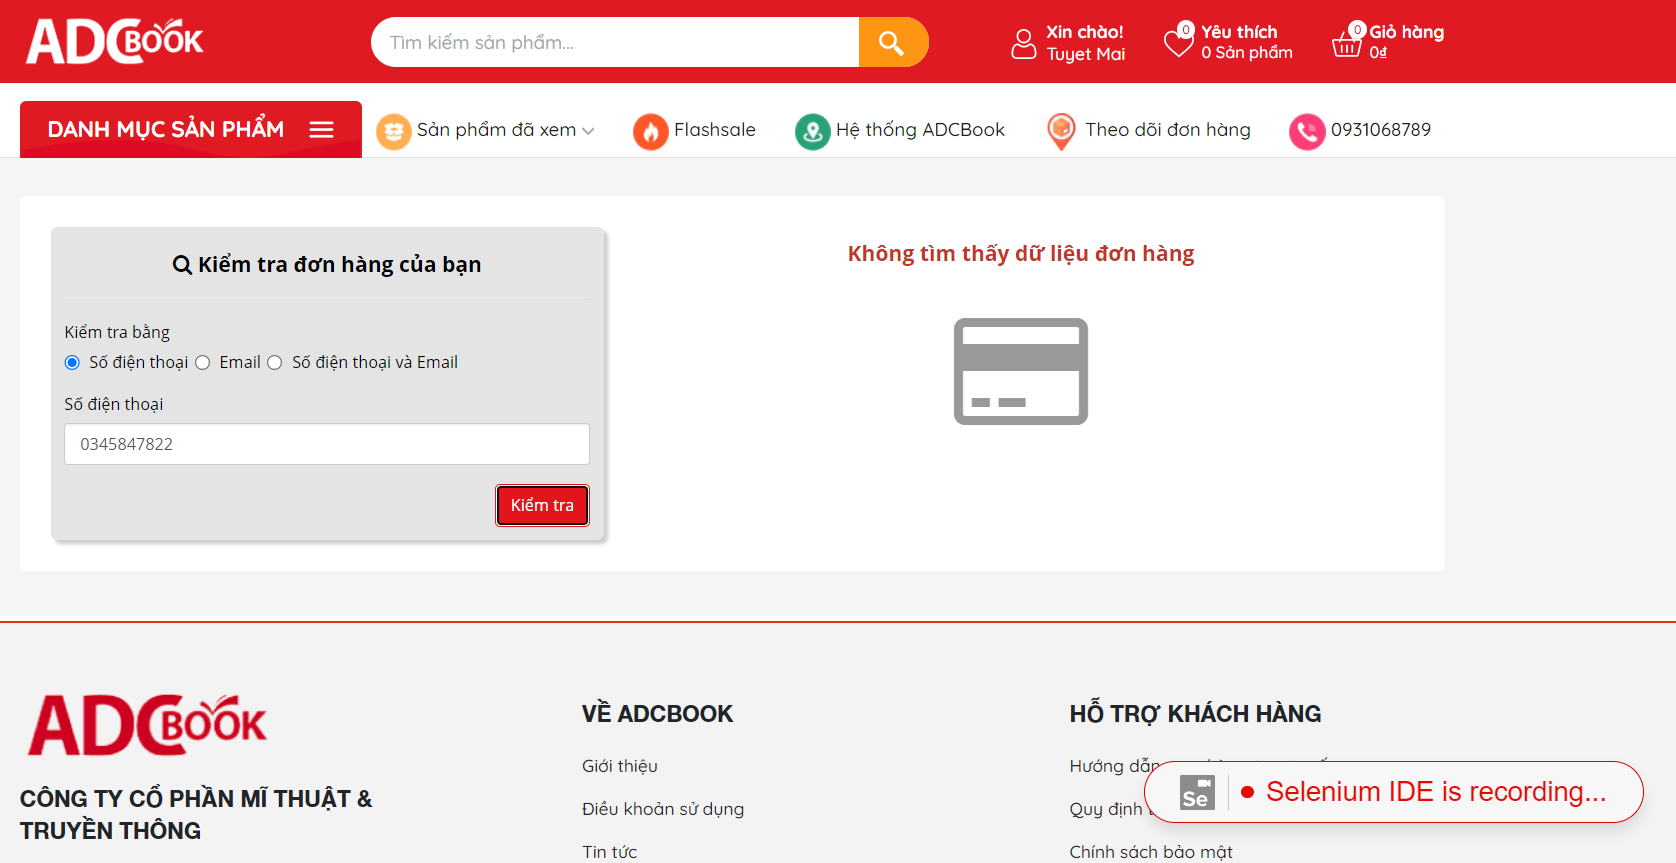 ADCBOOK
Tìm kiếm sản phẩm...
Xin chào!
Tuyet Mai
0
Yêu thích
0 Sản phẩm
0
Giỏ hàng
0₫
DANH MỤC SẢN PHẨM
Sản phẩm đã xem
Flashsale
Hệ thống ADCBook
Theo dõi đơn hàng
0931068789
Kiểm tra đơn hàng của bạn
Kiểm tra bằng
Số điện thoại
Email
Số điện thoại và Email
Số điện thoại
0345847822
Kiểm tra
Không tìm thấy dữ liệu đơn hàng
ADCBOOK
CÔNG TY CỔ PHẦN MĨ THUẬT &
TRUYỀN THÔNG
VỀ ADCBOOK
Giới thiệu
Điều khoản sử dụng
Tin tức
HỖ TRỢ KHÁCH HÀNG
Hướng dẫn
Quy định
Chính sách bảo mật
Se
Selenium IDE is recording...